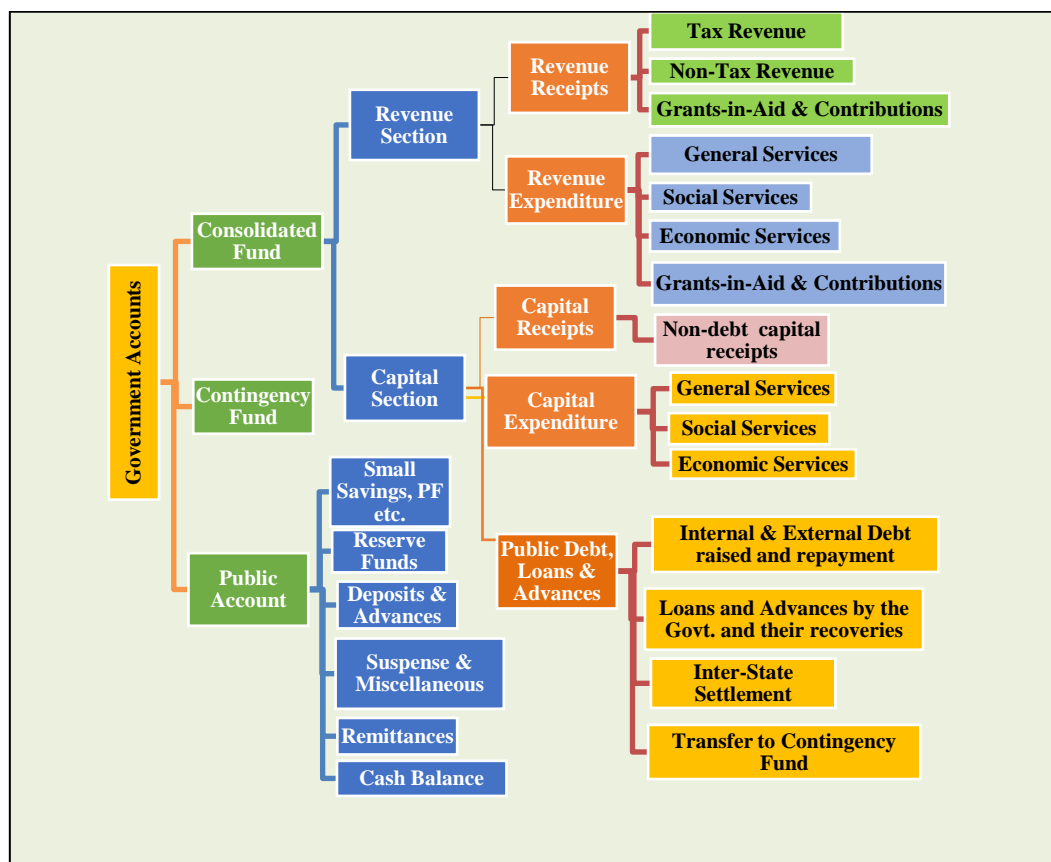 Government Accounts
Consolidated
Fund
Contingency
Fund
Public
Account
Revenue
Section
Capital
Section
Small
Savings, PF
etc.
Reserve
Funds
Deposits &
Advances
Suspense &
Miscellaneous
Remittances
Cash Balance
Revenue
Receipts
Revenue
Expenditure
Capital
Receipts
Capital
Expenditure
Public Debt,
Loans &
Advances
Tax Revenue
Non-Tax Revenue
Grants-in-Aid & Contributions
General Services
Social Services
Economic Services
Grants-in-Aid & Contributions
Non-debt capital
receipts
General Services
Social Services
Economic Services
Internal & External Debt
raised and repayment
Loans and Advances by the
Govt. and their recoveries
Inter-State
Settlement
Transfer to Contingency
Fund